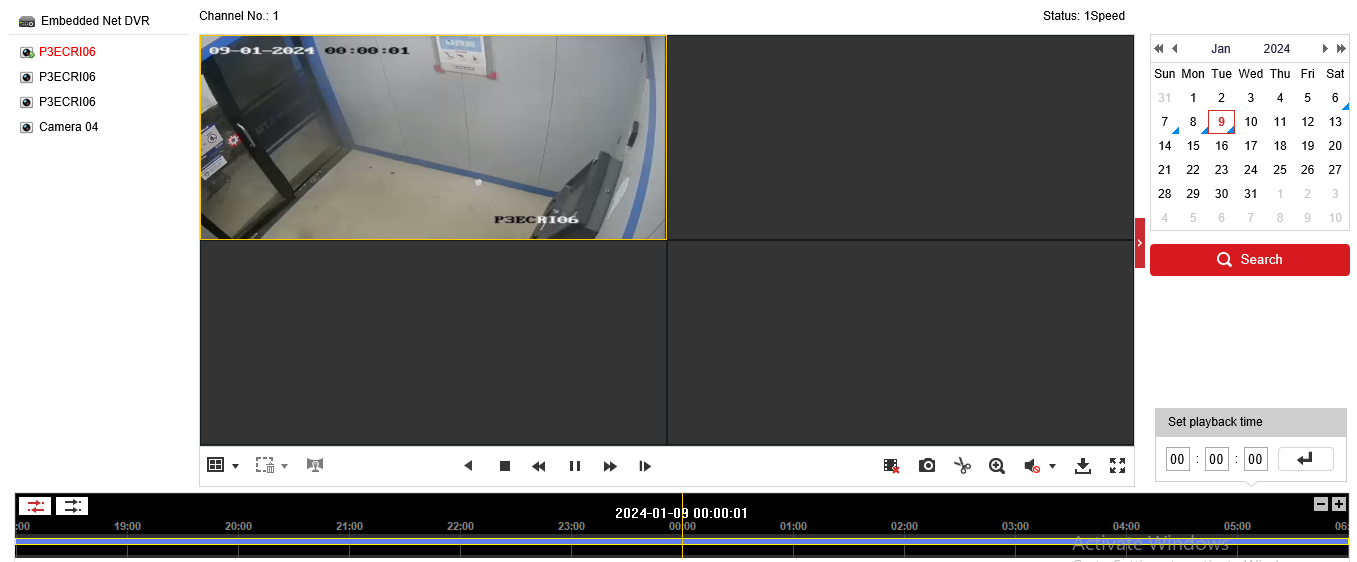 Embedded Net DVR
Channel No.: 1
Status: 1Speed
P3ECRI06
P3ECRI06
P3ECRI06
Camera 04
09-01-2024 00:00:01
P3ECRI06
Jan 2024
Sun Mon Tue Wed Thu Fri Sat
31 1 2 3 4 5 6
7 8 9 10 11 12 13
14 15 16 17 18 19 20
21 22 23 24 25 26 27
28 29 30 31 1 2 3
4 5 6 7 8 9 10
Search
Set playback time
00 : 00 : 00
2024-01-09 00:00:01
:00 19:00 20:00 21:00 22:00 23:00 00:00 01:00 02:00 03:00 04:00 05:00 06:
Activate Windows